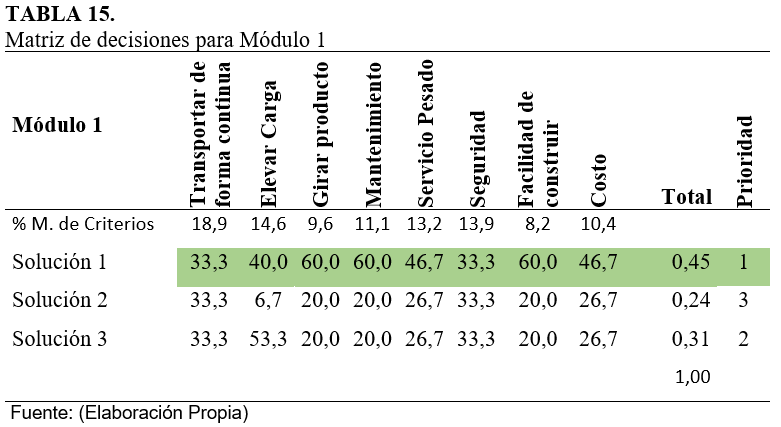 TABLA 15.
Matriz de decisiones para Módulo 1
Módulo 1 Transportar de forma continua Elevar Carga Girar producto Mantenimiento Servicio Pesado Seguridad Facilidad de construir Costo Total Prioridad
% M. de Criterios 18,9 14,6 9,6 11,1 13,2 13,9 8,2 10,4
Solución 1 33,3 40,0 60,0 60,0 46,7 33,3 60,0 46,7 0,45 1
Solución 2 33,3 6,7 20,0 20,0 26,7 33,3 20,0 26,7 0,24 3
Solución 3 33,3 53,3 20,0 20,0 26,7 33,3 20,0 26,7 0,31 2
1,00
Fuente: (Elaboración Propia)